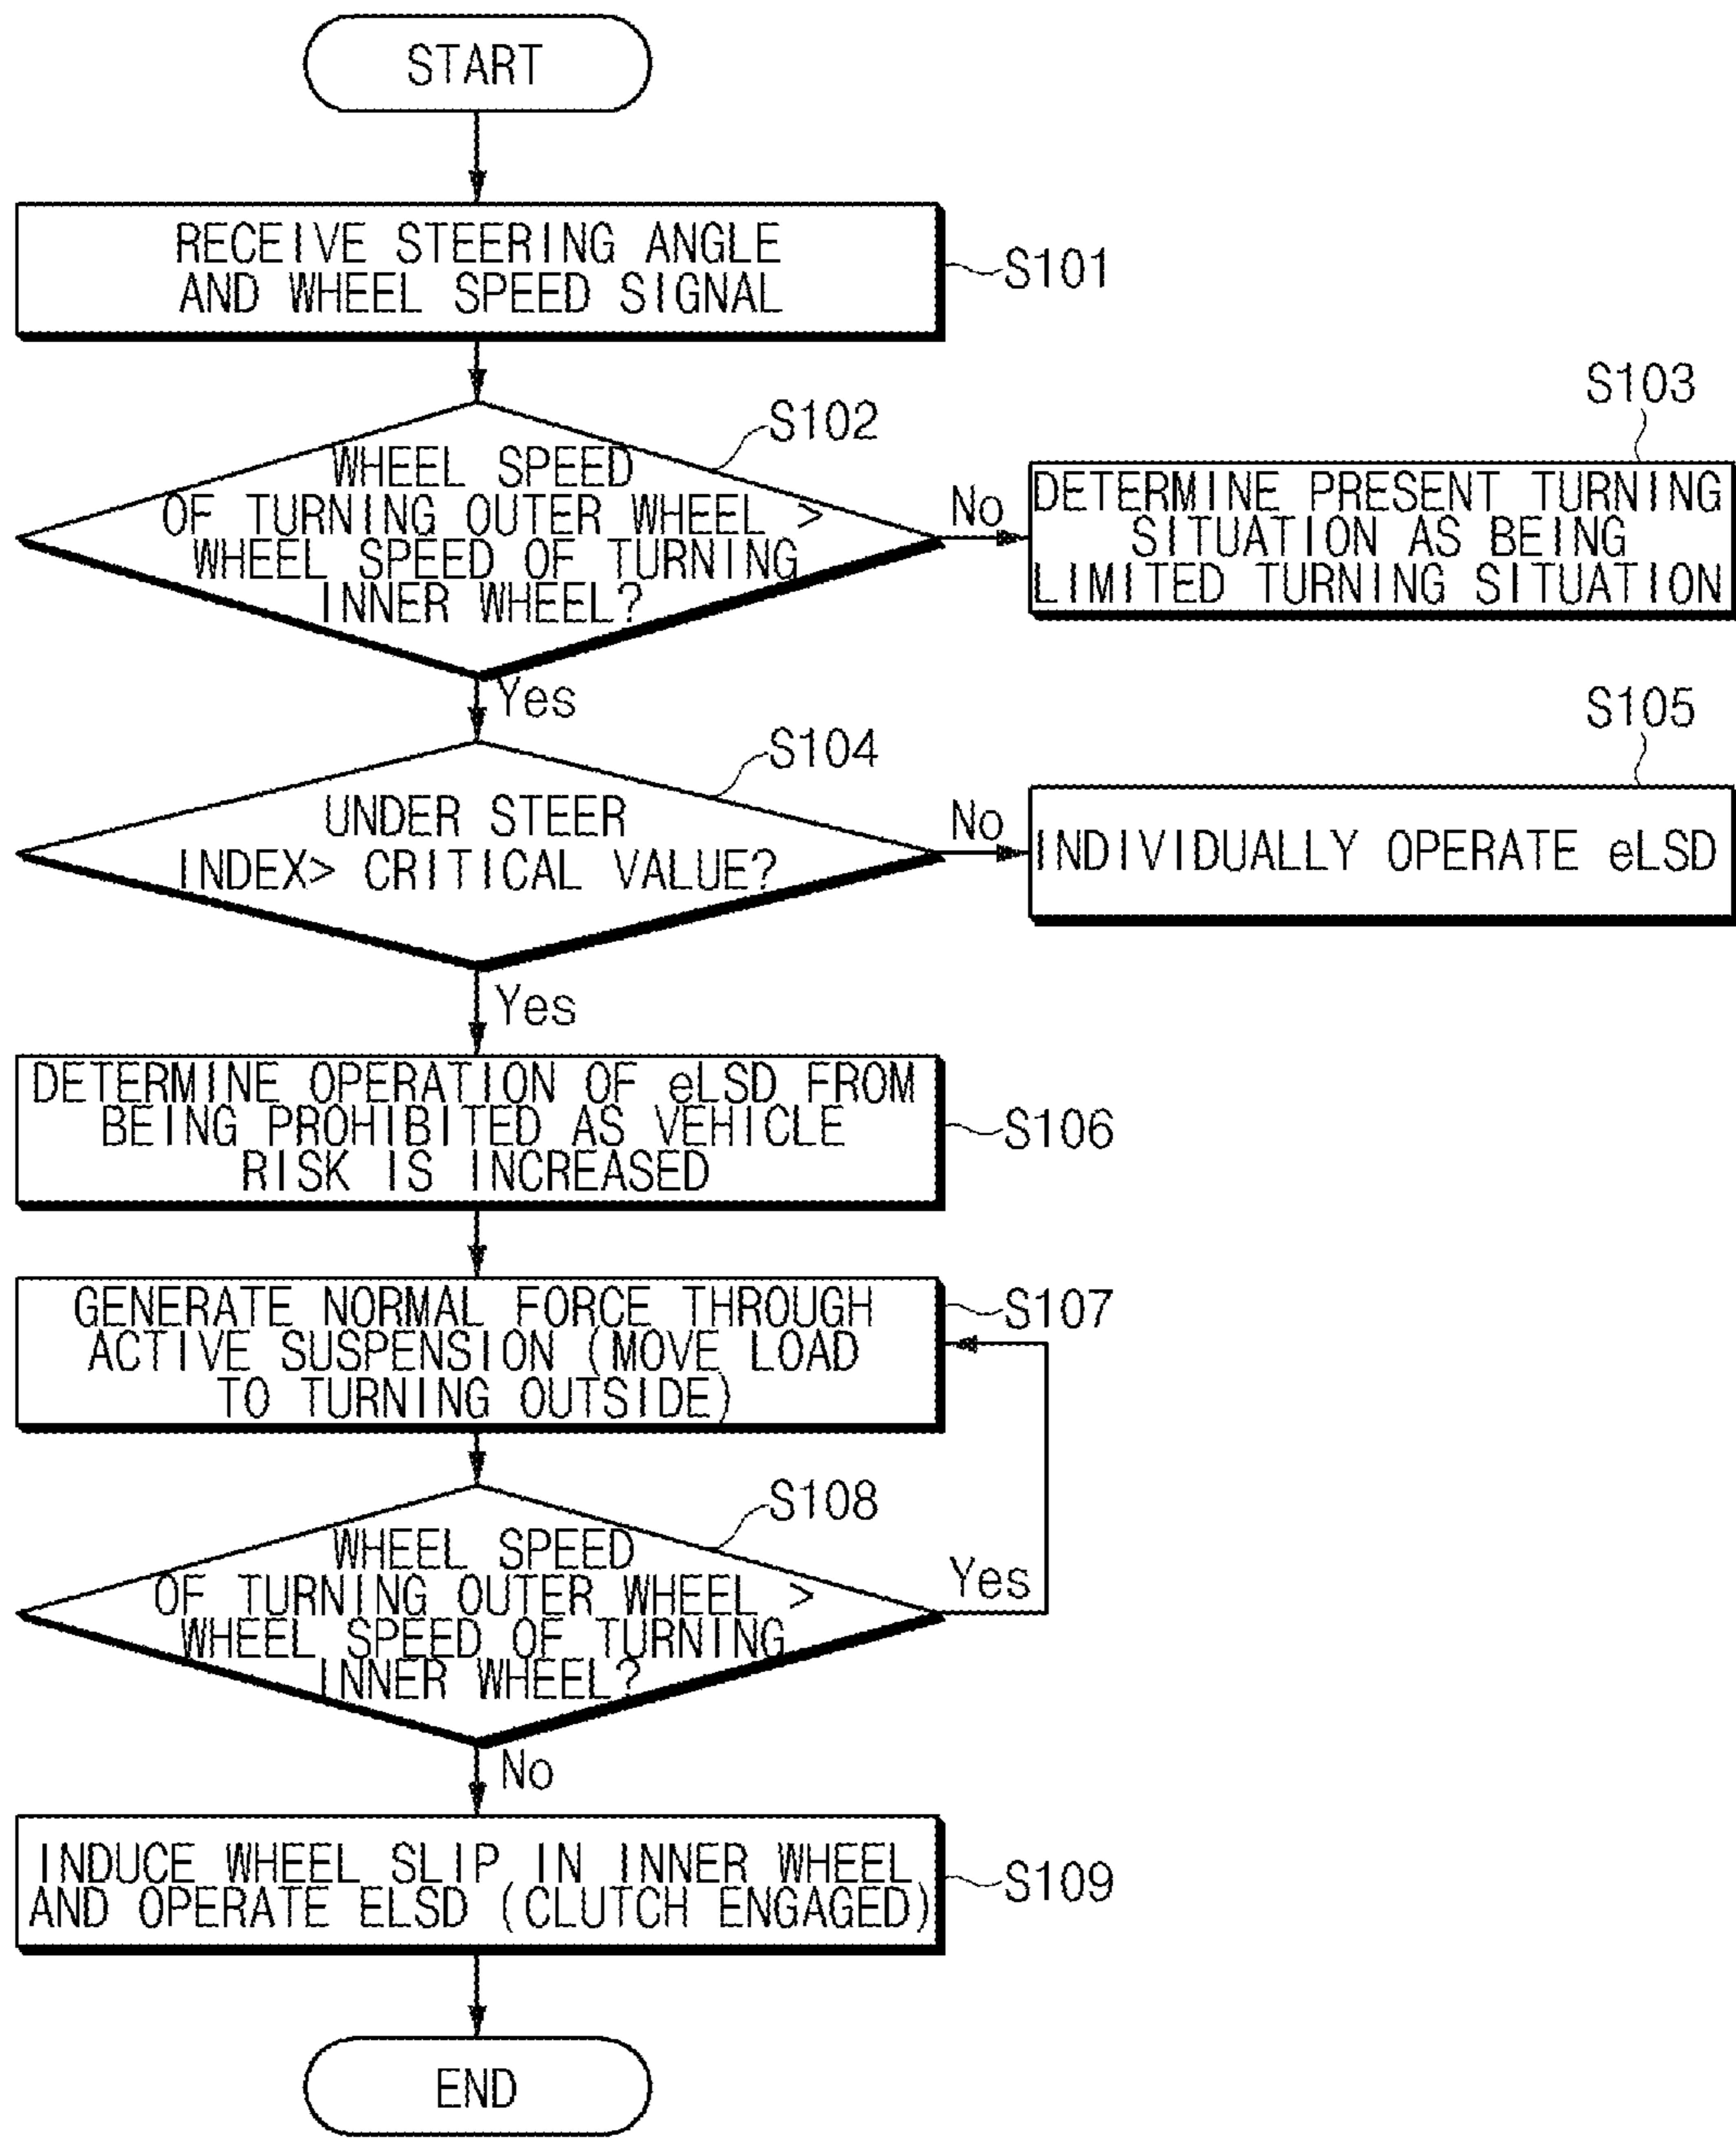 START
RECEIVE STEERING ANGLE
AND WHEEL SPEED SIGNAL
S101
S102
WHEEL SPEED
OF TURNING OUTER WHEEL >
WHEEL SPEED OF TURNING
INNER WHEEL?
No
S103
DETERMINE PRESENT TURNING
SITUATION AS BEING
LIMITED TURNING SITUATION
Yes
S104
UNDER STEER
INDEX> CRITICAL VALUE?
No
S105
INDIVIDUALLY OPERATE eLSD
Yes
DETERMINE OPERATION OF eLSD FROM
BEING PROHIBITED AS VEHICLE
RISK IS INCREASED
S106
GENERATE NORMAL FORCE THROUGH
ACTIVE SUSPENSION (MOVE LOAD
TO TURNING OUTSIDE)
S107
S108
WHEEL SPEED
OF TURNING OUTER WHEEL >
WHEEL SPEED OF TURNING
INNER WHEEL?
Yes
No
INDUCE WHEEL SLIP IN INNER WHEEL
AND OPERATE ELSD (CLUTCH ENGAGED)
S109
END